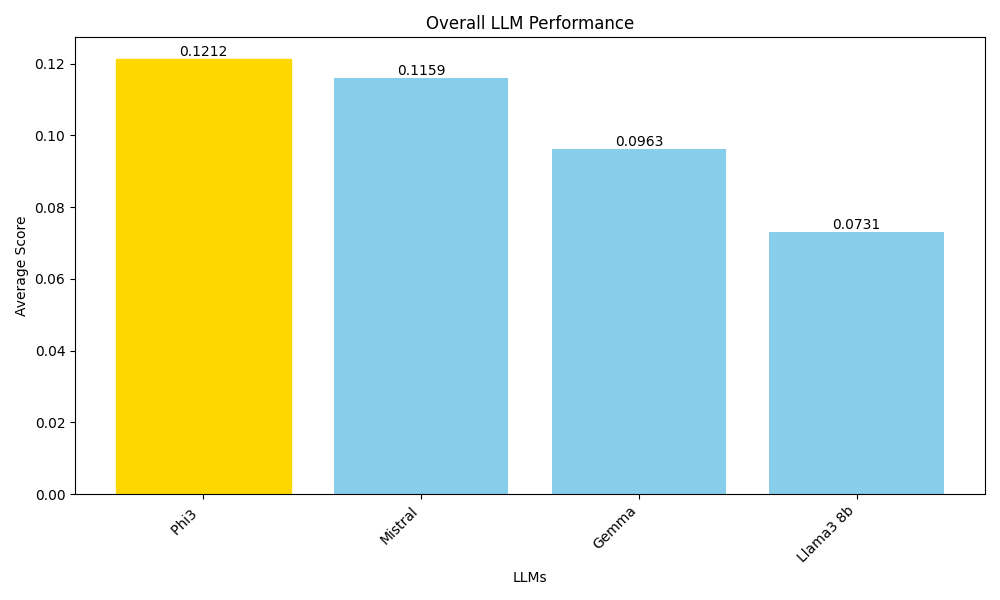 Overall LLM Performance
0.1212
0.1159
0.0963
0.0731
0.12
0.10
0.08
0.06
0.04
0.02
0.00
Average Score
Phi3
Mistral
Gemma
Llama3 8b
LLMs